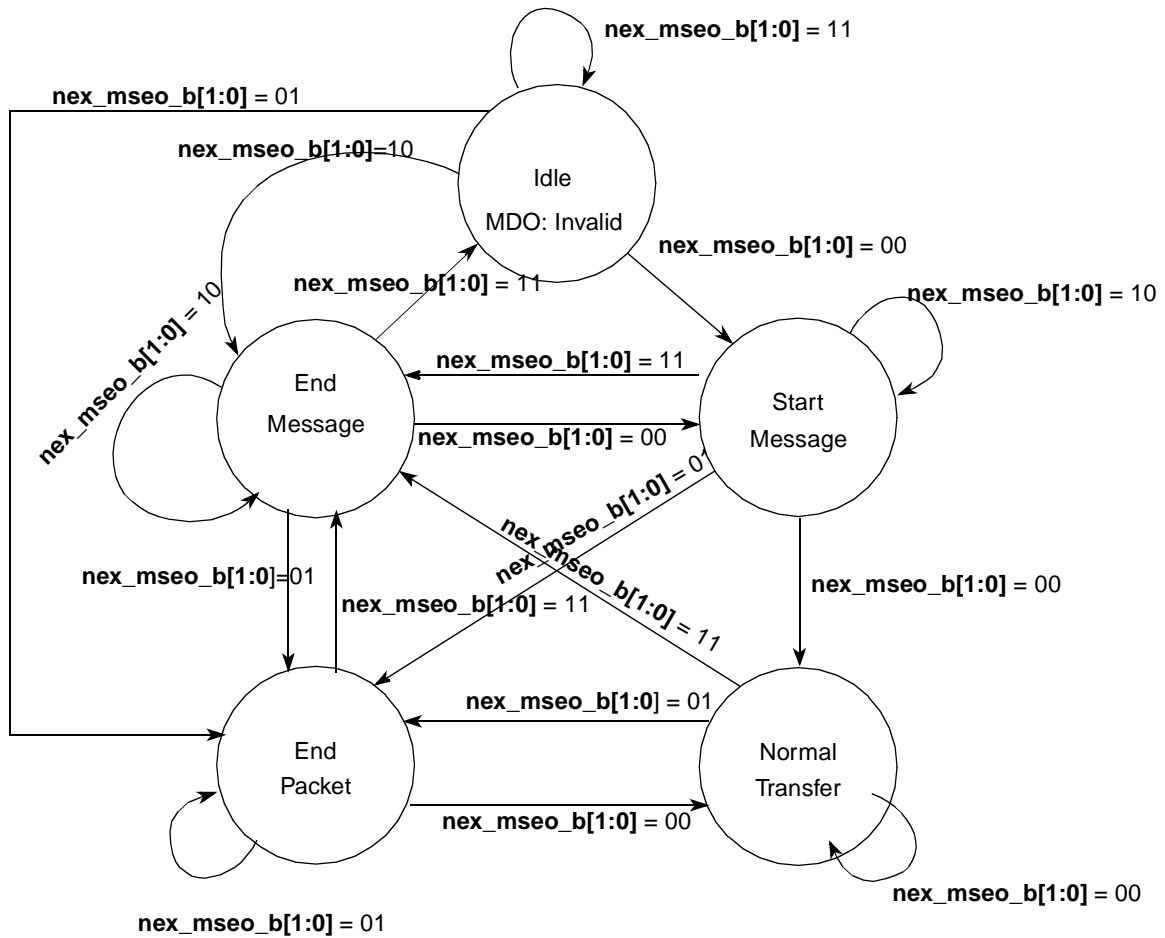 nex_mseo_b[1:0] = 11
nex_mseo_b[1:0] = 01
nex_mseo_b[1:0]=10
Idle
MDO: Invalid
nex_mseo_b[1:0] = 00
nex_mseo_b[1:0] = 11
nex_mseo_b[1:0] = 10
nex_mseo_b[1:0] = 10
nex_mseo_b[1:0] = 11
End
Message
Start
Message
nex_mseo_b[1:0] = 00
nex_mseo_b[1:0] = 01
nex_mseo_b[1:0] = 11
nex_mseo_b[1:0]=01
nex_mseo_b[1:0] = 11
nex_mseo_b[1:0] = 00
nex_mseo_b[1:0] = 01
End
Packet
Normal
Transfer
nex_mseo_b[1:0] = 00
nex_mseo_b[1:0] = 00
nex_mseo_b[1:0] = 01